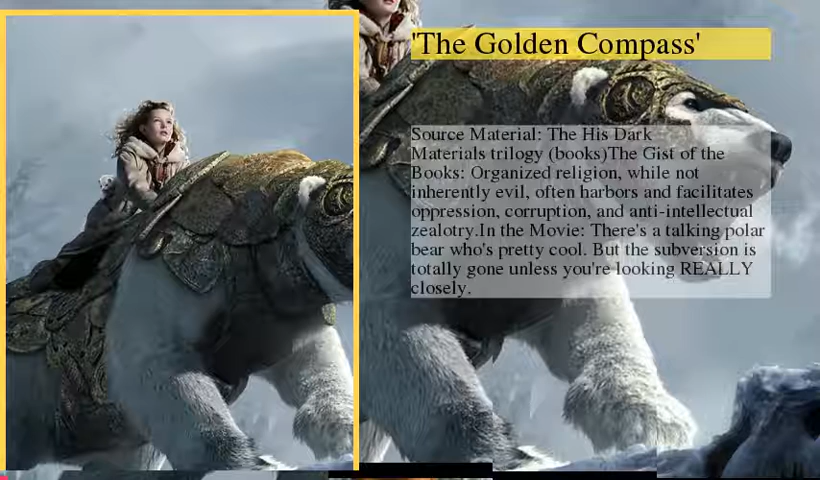 'The Golden Compass'
Source Material: The His Dark
Materials trilogy (books)The Gist of the
Books: Organized religion, while not
inherently evil, often harbors and facilitates
oppression, corruption, and anti-intellectual
zealotry.In the Movie: There's a talking polar
bear who's pretty cool. But the subversion is
totally gone unless you're looking REALLY
closely.